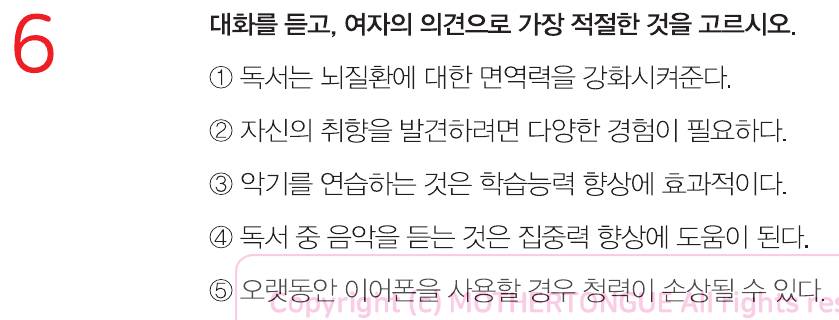 6
대화를 듣고, 여자의 의견으로 가장 적절한 것을 고르시오.
① 독서는 뇌질환에 대한 면역력을 강화시켜준다.
② 자신의 취향을 발견하려면 다양한 경험이 필요하다.
③ 악기를 연습하는 것은 학습능력 향상에 효과적이다.
④ 독서 중 음악을 듣는 것은 집중력 향상에 도움이 된다.
⑤ 오랫동안 이어폰을 사용할 경우 청력이 손상될 수 있다.
Copyright (C) MOTHERTONGUE All rights res